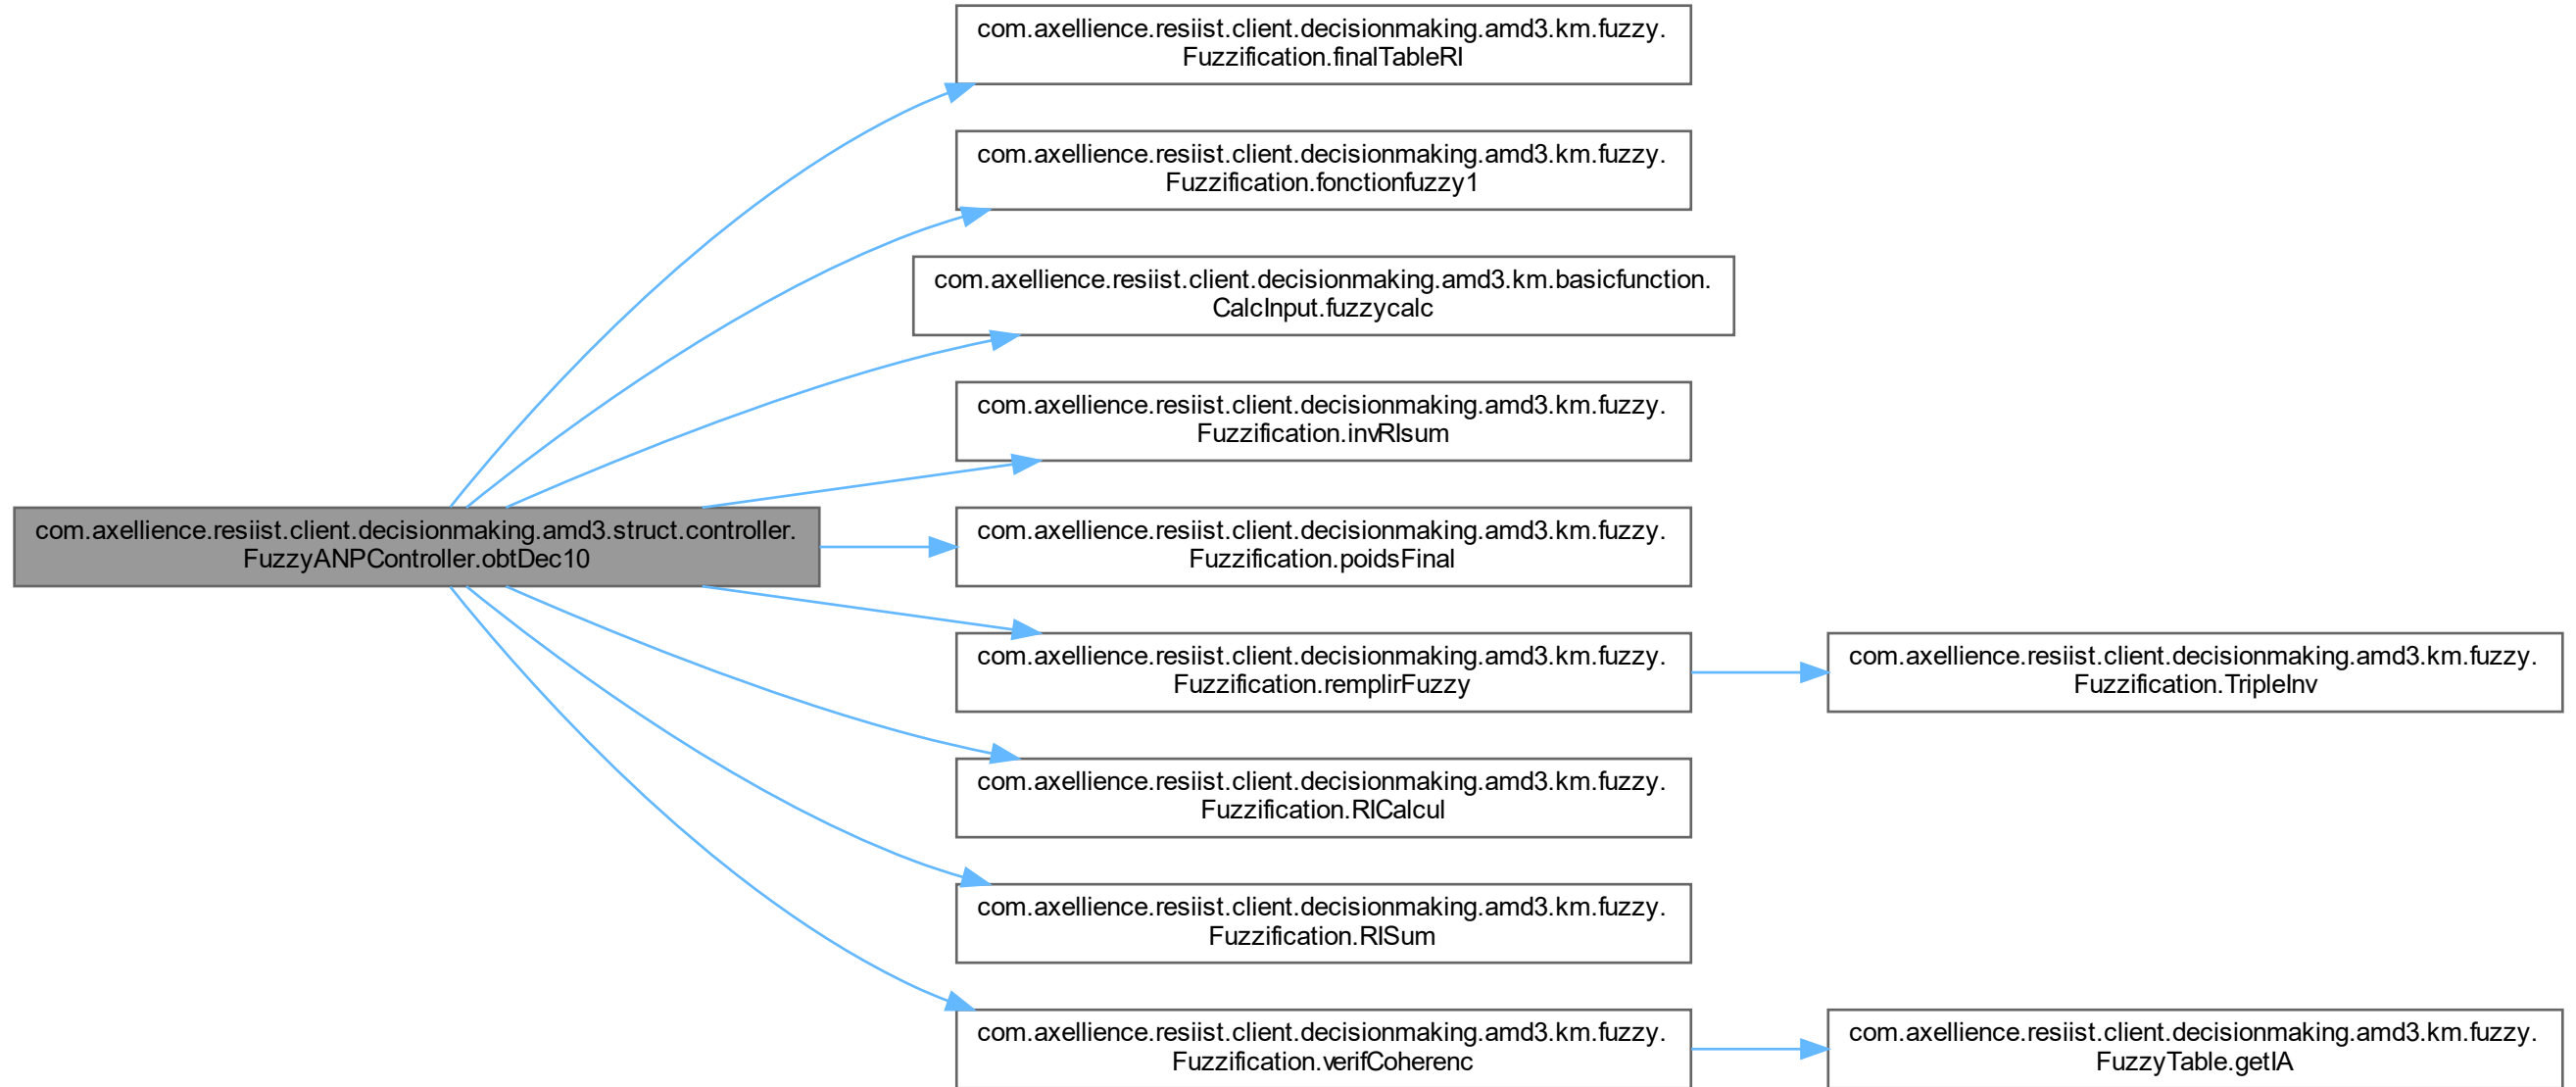 com.axellience.resiist.client.decisionmaking.amd3.km.fuzzy.
Fuzzification.finalTableRI
com.axellience.resiist.client.decisionmaking.amd3.km.fuzzy.
Fuzzification.fonctionfuzzy1
com.axellience.resiist.client.decisionmaking.amd3.km.basicfunction.
CalcInput.fuzzycalc
com.axellience.resiist.client.decisionmaking.amd3.km.fuzzy.
Fuzzification.invRIsum
com.axellience.resiist.client.decisionmaking.amd3.struct.controller.
FuzzyANPController.obtDec10
com.axellience.resiist.client.decisionmaking.amd3.km.fuzzy.
Fuzzification.poidsFinal
com.axellience.resiist.client.decisionmaking.amd3.km.fuzzy.
Fuzzification.remplirFuzzy
com.axellience.resiist.client.decisionmaking.amd3.km.fuzzy.
Fuzzification.TripleInv
com.axellience.resiist.client.decisionmaking.amd3.km.fuzzy.
Fuzzification.RICalcul
com.axellience.resiist.client.decisionmaking.amd3.km.fuzzy.
Fuzzification.RISum
com.axellience.resiist.client.decisionmaking.amd3.km.fuzzy.
Fuzzification.verifCoherenc
com.axellience.resiist.client.decisionmaking.amd3.km.fuzzy.
FuzzyTable.getIA